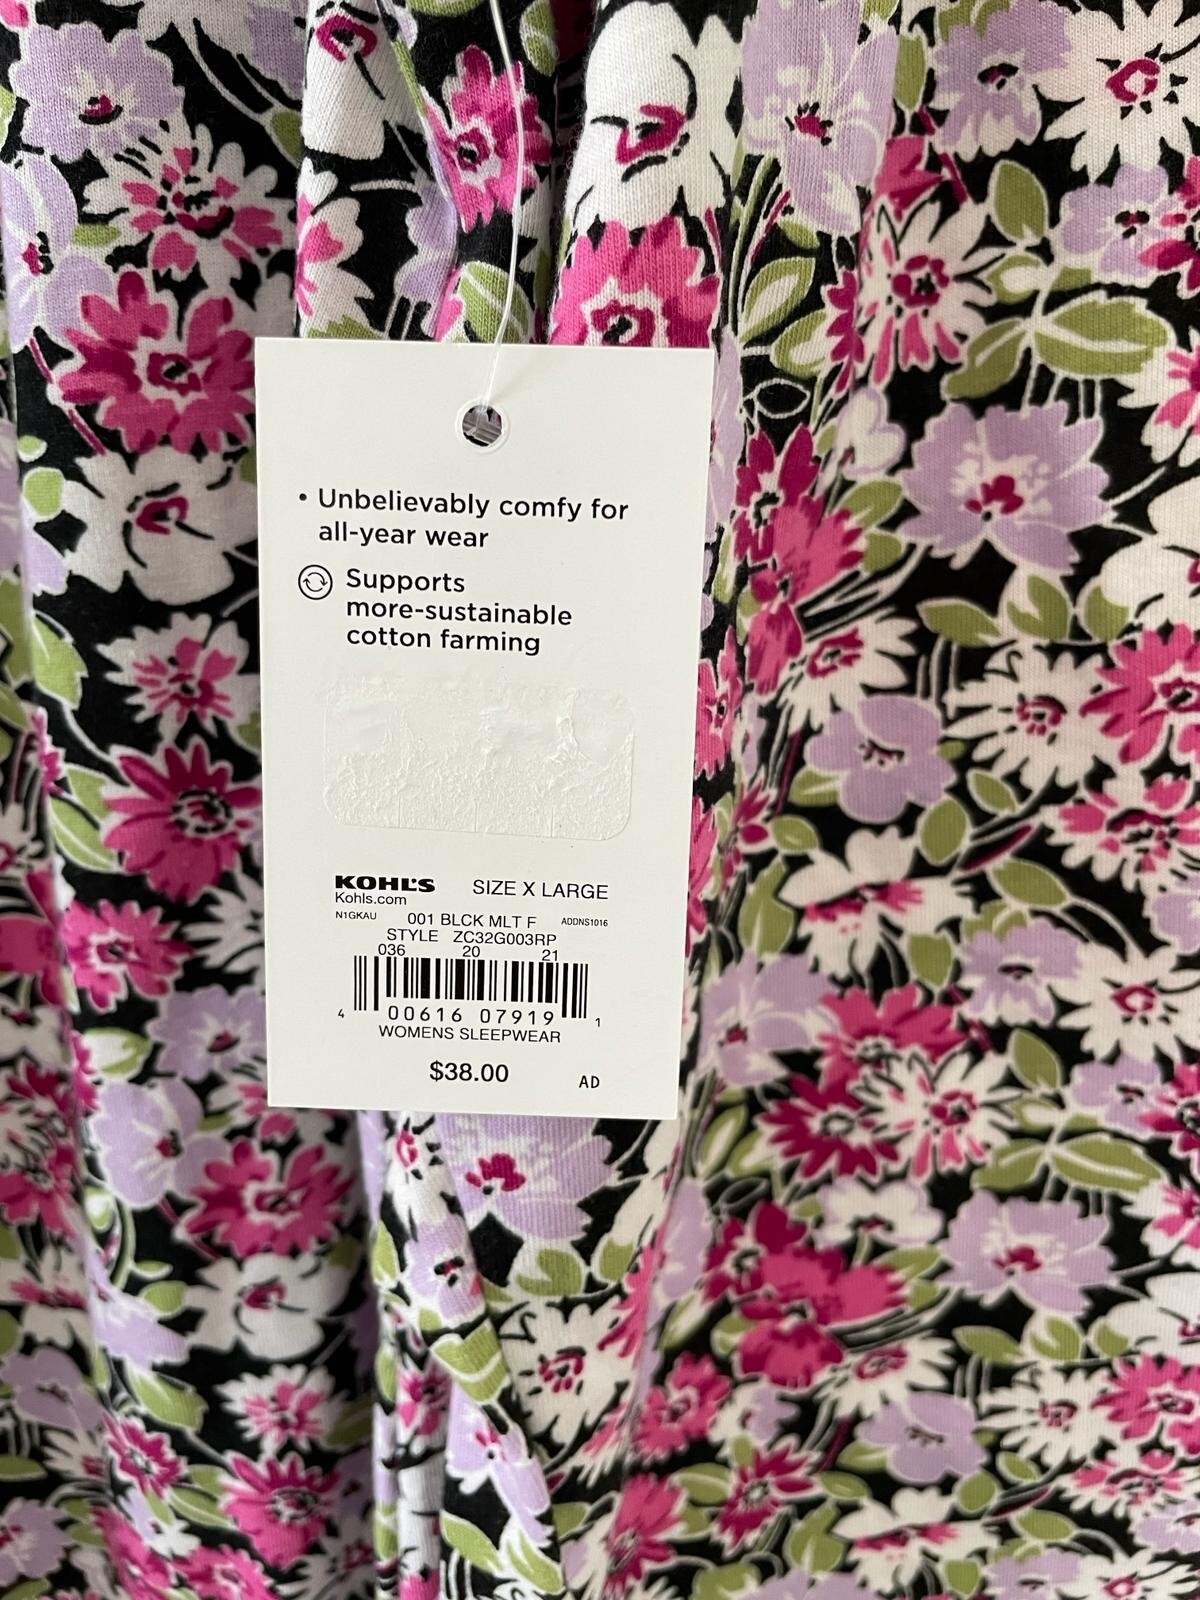 • Unbelievably comfy for
all-year wear
Supports
more-sustainable
cotton farming
KOHL'S SIZE X LARGE
Kohls.com
N1GKAU 001 BLCK MLT F ADDNS1016
STYLE ZC32G003RP
036 20 21
4 00616 07919 1
WOMENS SLEEPWEAR
$38.00 AD